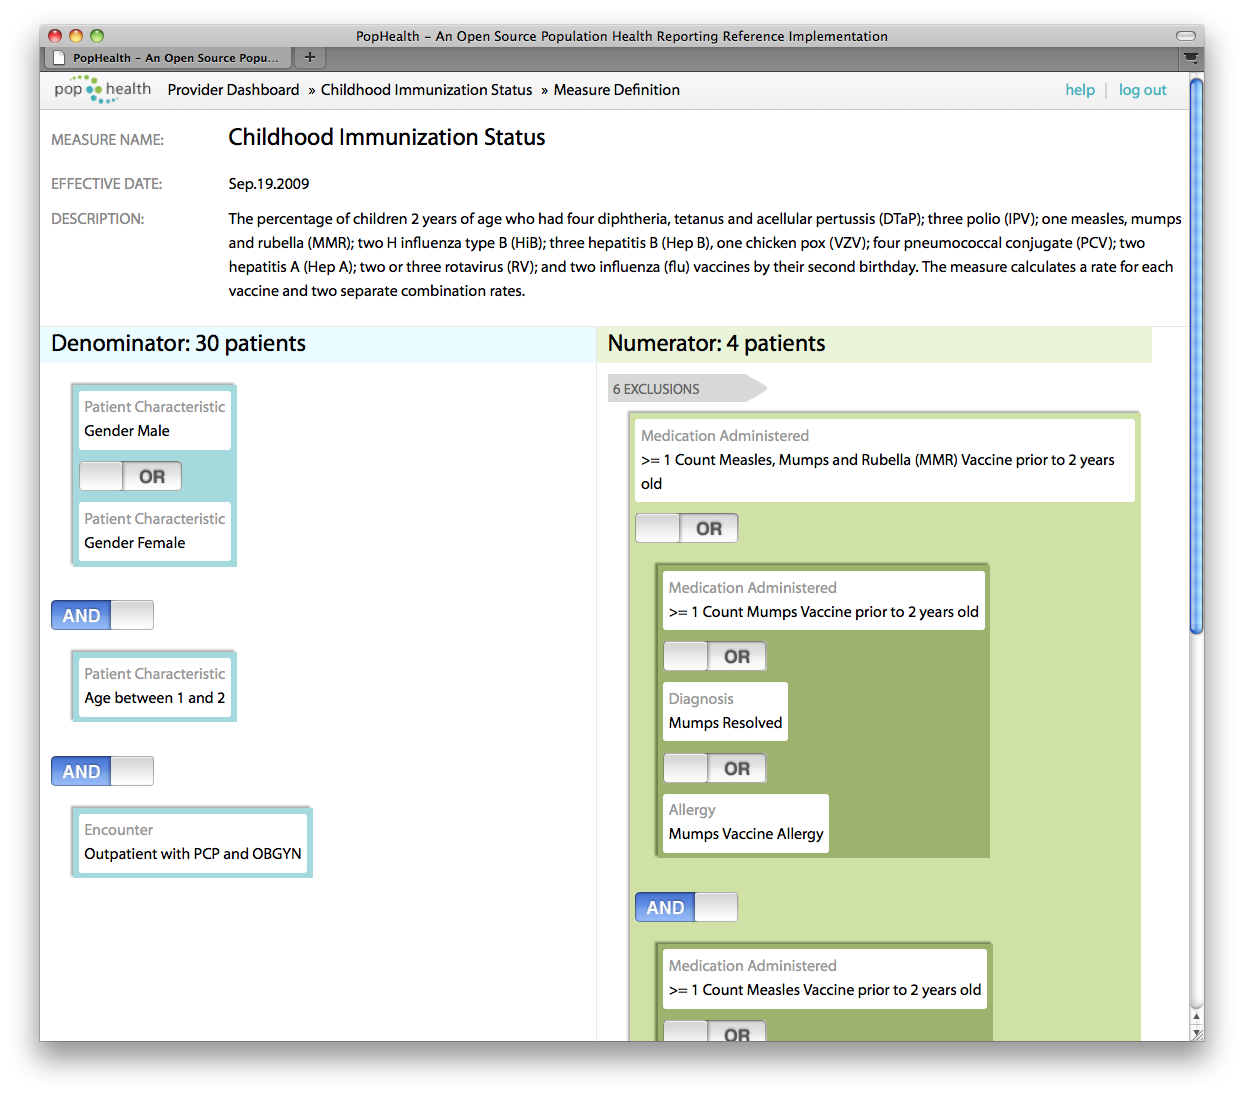 PopHealth – An Open Source Population Health Reporting Reference Implementation
PopHealth – An Open Source Popu...
+
pop health
Provider Dashboard » Childhood Immunization Status » Measure Definition
help | log out
MEASURE NAME:
Childhood Immunization Status
EFFECTIVE DATE:
Sep.19.2009
DESCRIPTION:
The percentage of children 2 years of age who had four diphtheria, tetanus and acellular pertussis (DTaP); three polio (IPV); one measles, mumps
and rubella (MMR); two H influenza type B (HiB); three hepatitis B (Hep B), one chicken pox (VZV); four pneumococcal conjugate (PCV); two
hepatitis A (Hep A); two or three rotavirus (RV); and two influenza (flu) vaccines by their second birthday. The measure calculates a rate for each
vaccine and two separate combination rates.
Denominator: 30 patients
Patient Characteristic
Gender Male
OR
Patient Characteristic
Gender Female
AND
Patient Characteristic
Age between 1 and 2
AND
Encounter
Outpatient with PCP and OBGYN
Numerator: 4 patients
6 EXCLUSIONS
Medication Administered
>= 1 Count Measles, Mumps and Rubella (MMR) Vaccine prior to 2 years
old
OR
Medication Administered
>= 1 Count Mumps Vaccine prior to 2 years old
OR
Diagnosis
Mumps Resolved
OR
Allergy
Mumps Vaccine Allergy
AND
Medication Administered
>= 1 Count Measles Vaccine prior to 2 years old
OR